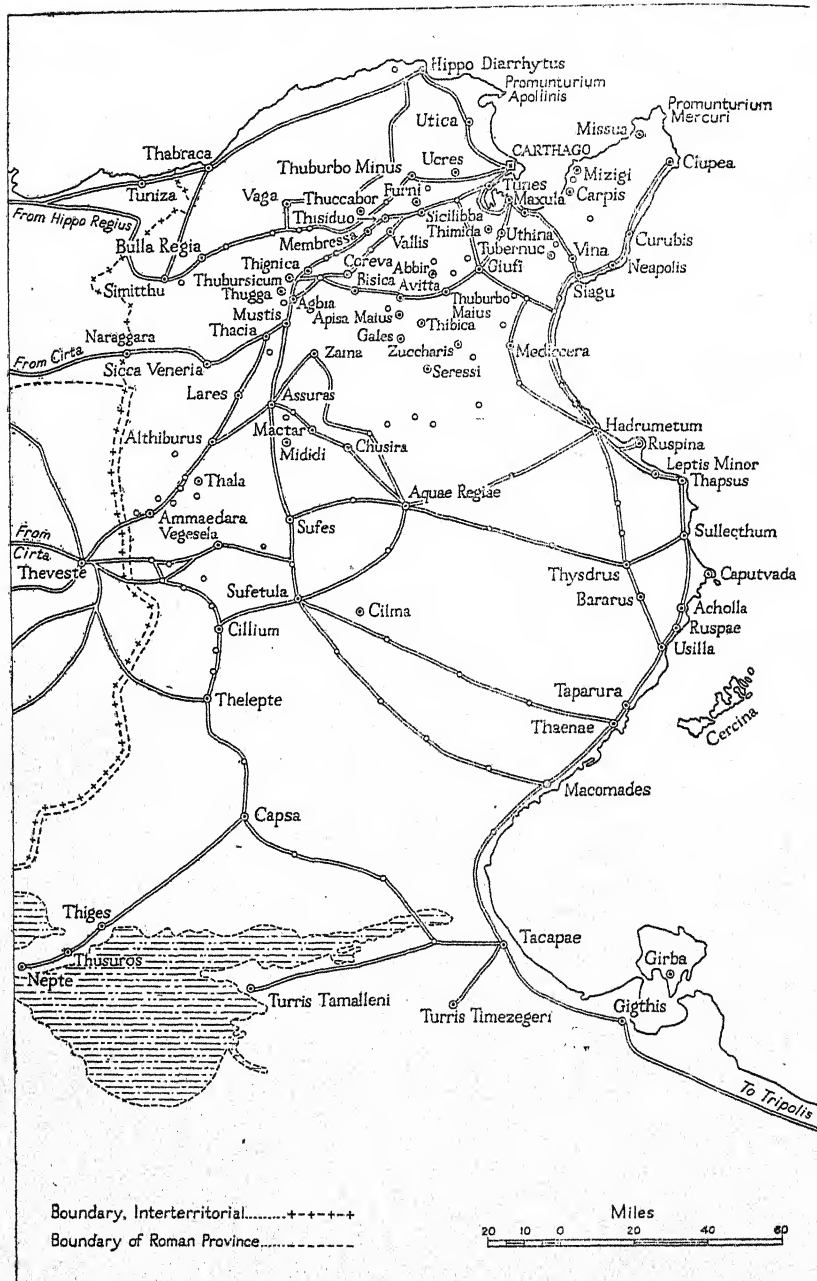 Hippo Diarrhytus
Promunturium
Apollinis
Promunturium
Mercuri
Utica
Missua
Thabraca
CARTHAGO
Clupea
Thuburbo Minus
Ucres
Mizigi
Tuniza
Tunes
Carpis
Vaga
Thuccabor
Furni
Maxula
From Hippo Regius
Thisiduo
Sicilibba
Thimida
Uthina
Curubis
Bulla Regia
Membressa
Vallis
Tubernuc
Vina
Thignica
Coreva
Abbir
Giufi
Neapolis
Simitthu
Thubursicum
Bisica
Avitta
Siagu
Thugga
Agbia
Thuburbo
Maius
Mustis
Apisa Maius
Thibica
Naraggara
Thacia
Gales
Mediccera
From Cirta
Sicca Veneria
Zama
Zuccharis
Seressi
Lares
Assuras
Hadrumetum
Althiburus
Mactar
Ruspina
Mididi
Chusira
Leptis Minor
Thala
Thapsus
Aquae Regiae
Ammaedara
From
Cirta
Vegesela
Sufes
Sullecthum
Theveste
Thysdrus
Caputvada
Sufetula
Bararus
Cilma
Acholla
Cillium
Ruspae
Usilla
Thelepte
Taparura
Thaenae
Cercina
Macomades
Capsa
Thiges
Tacapae
Thusuros
Girba
Nepte
Turris Tamalleni
Turris Timezegeri
Gigthis
To Tripolis
Boundary, Interterritorial........+-+-+-+
Boundary of Roman Province..............
Miles
20 10 0 20 40 60